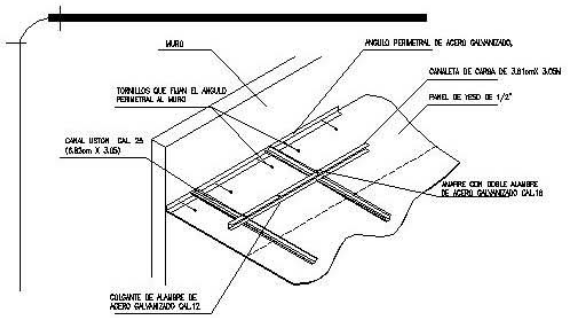 MURO
ANGULO PERIMETRAL DE ACERO GALVANIZADO,
CANALETA DE CARGA DE 3.81cmX 3.05M
TORNILLOS QUE FIJAN EL ANGULO
PERIMETRAL AL MURO
PANEL DE YESO DE 1/2"
CANAL LISTON CAL. 25
(6.83cm X 3.05)
AMARRE CON DOBLE ALAMBRE
DE ACERO GALVANIZADO CAL.18
COLGANTE DE ALAMBRE DE
ACERO GALVANIZADO CAL.12